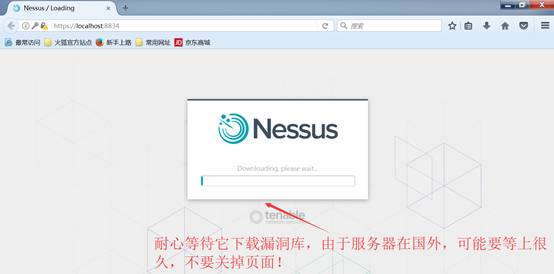 Nessus / Loading
https://localhost:8834
搜索
最常访问 火狐官方站点 新手上路 常用网址 京东商城
Nessus
Downloading, please wait...
tenable
耐心等待它下载漏洞库，由于服务器在国外，可能要等上很
久，不要关掉页面！